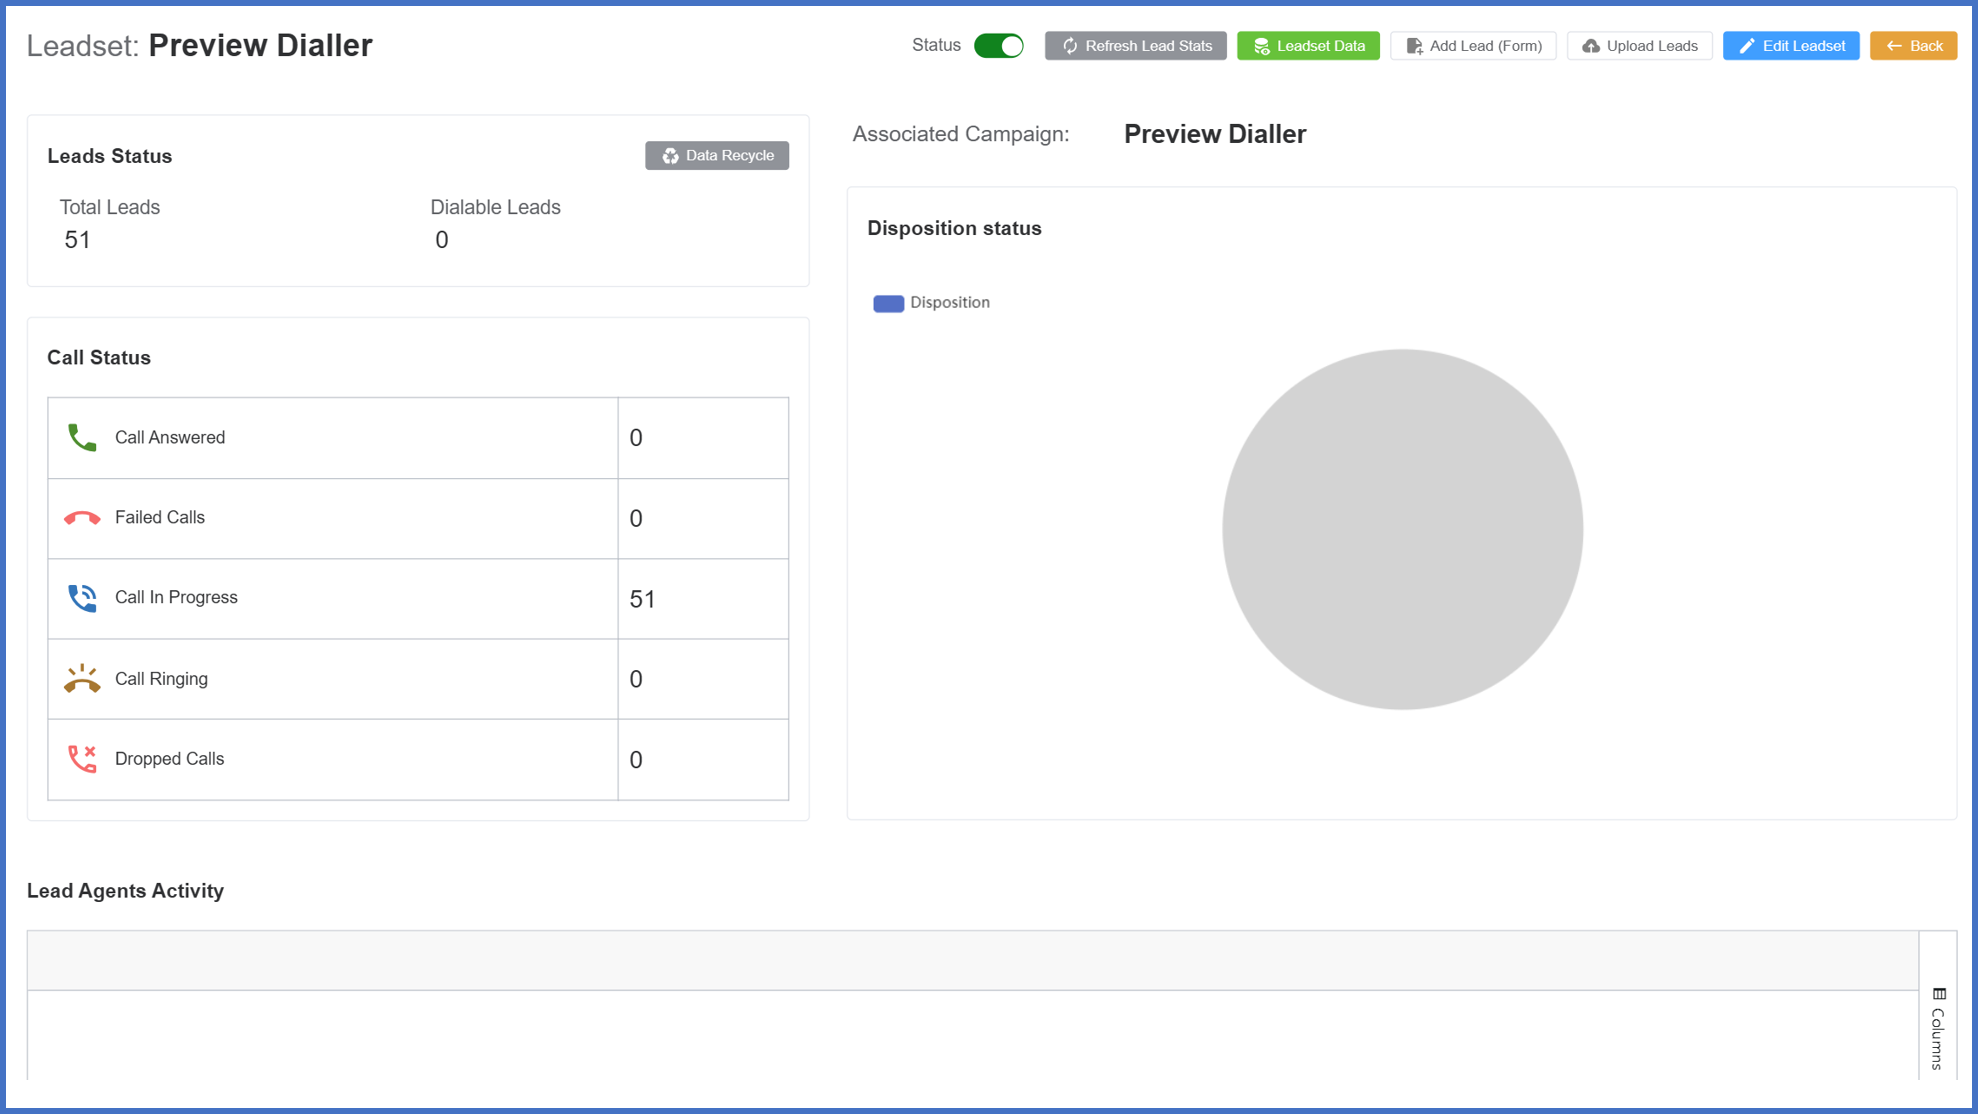 Leadset: Preview Dialler
Status
Refresh Lead Stats
Leadset Data
Add Lead (Form)
Upload Leads
Edit Leadset
Back
Leads Status
Data Recycle
Total Leads
51
Dialable Leads
0
Associated Campaign: Preview Dialler
Disposition status
Disposition
Call Status
Call Answered 0
Failed Calls 0
Call In Progress 51
Call Ringing 0
Dropped Calls 0
Lead Agents Activity
Columns